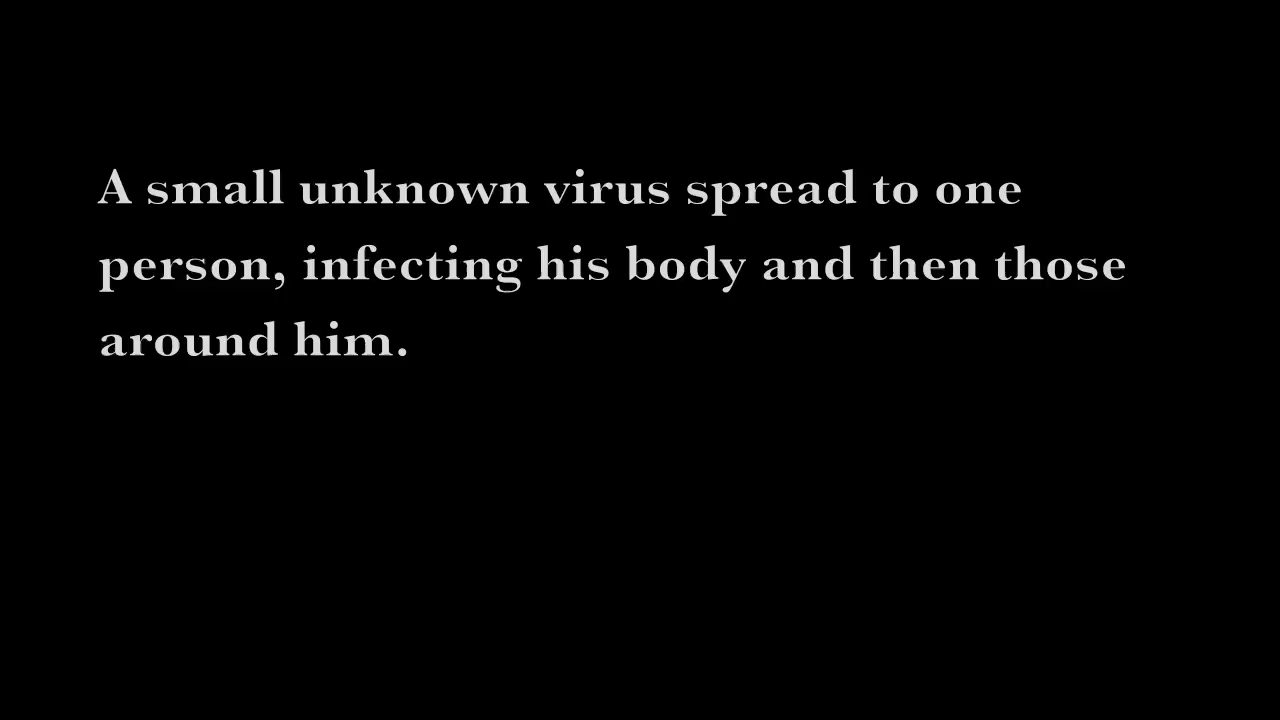 A small unknown virus spread to one
person, infecting his body and then those
around him.